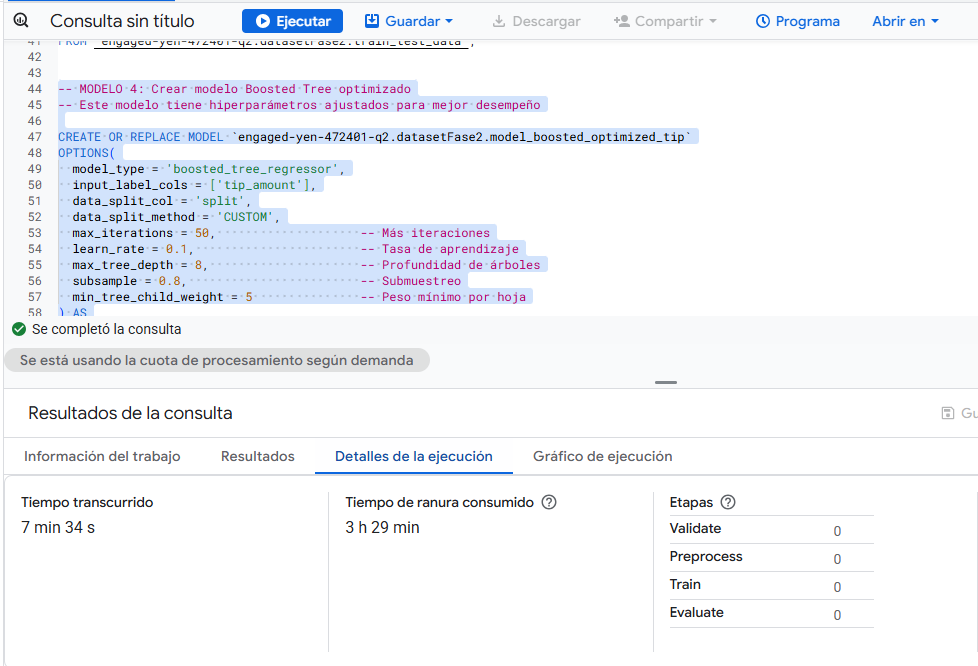 Consulta sin título Ejecutar Guardar Descargar Compartir Programa Abrir en
41 FROM `engaged-yen-472401-q2.datasetFase2.train_test_data`;
42
43
44 -- MODELO 4: Crear modelo Boosted Tree optimizado
45 -- Este modelo tiene hiperparámetros ajustados para mejor desempeño
46
47 CREATE OR REPLACE MODEL `engaged-yen-472401-q2.datasetFase2.model_boosted_optimized_tip`
48 OPTIONS(
49 model_type = 'boosted_tree_regressor',
50 input_label_cols = ['tip_amount'],
51 data_split_col = 'split',
52 data_split_method = 'CUSTOM',
53 max_iterations = 50, -- Más iteraciones
54 learn_rate = 0.1, -- Tasa de aprendizaje
55 max_tree_depth = 8, -- Profundidad de árboles
56 subsample = 0.8, -- Submuestreo
57 min_tree_child_weight = 5 -- Peso mínimo por hoja
58 ) AS
Se completó la consulta
Se está usando la cuota de procesamiento según demanda
Resultados de la consulta Gu
Información del trabajo Resultados Detalles de la ejecución Gráfico de ejecución
Tiempo transcurrido
7 min 34 s
Tiempo de ranura consumido
3 h 29 min
Etapas
Validate 0
Preprocess 0
Train 0
Evaluate 0